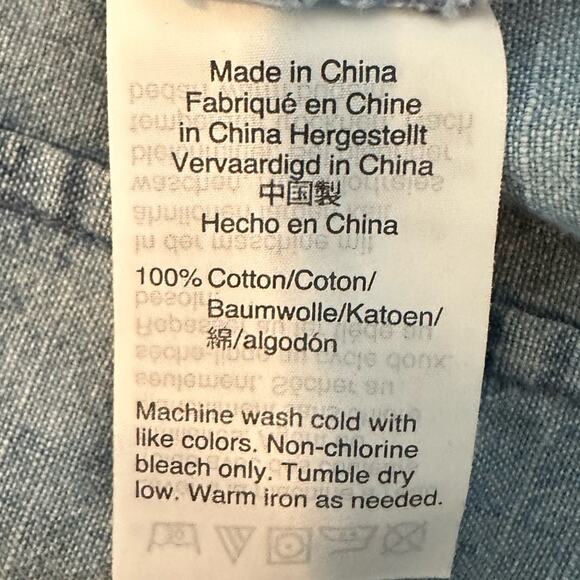 Made in China
Fabriqué en Chine
in China Hergestellt
Vervaardigd in China
中国製
Hecho en China
100% Cotton/Coton/
Baumwolle/Katoen/
綿/algodón
Machine wash cold with
like colors. Non-chlorine
bleach only. Tumble dry
low. Warm iron as needed.